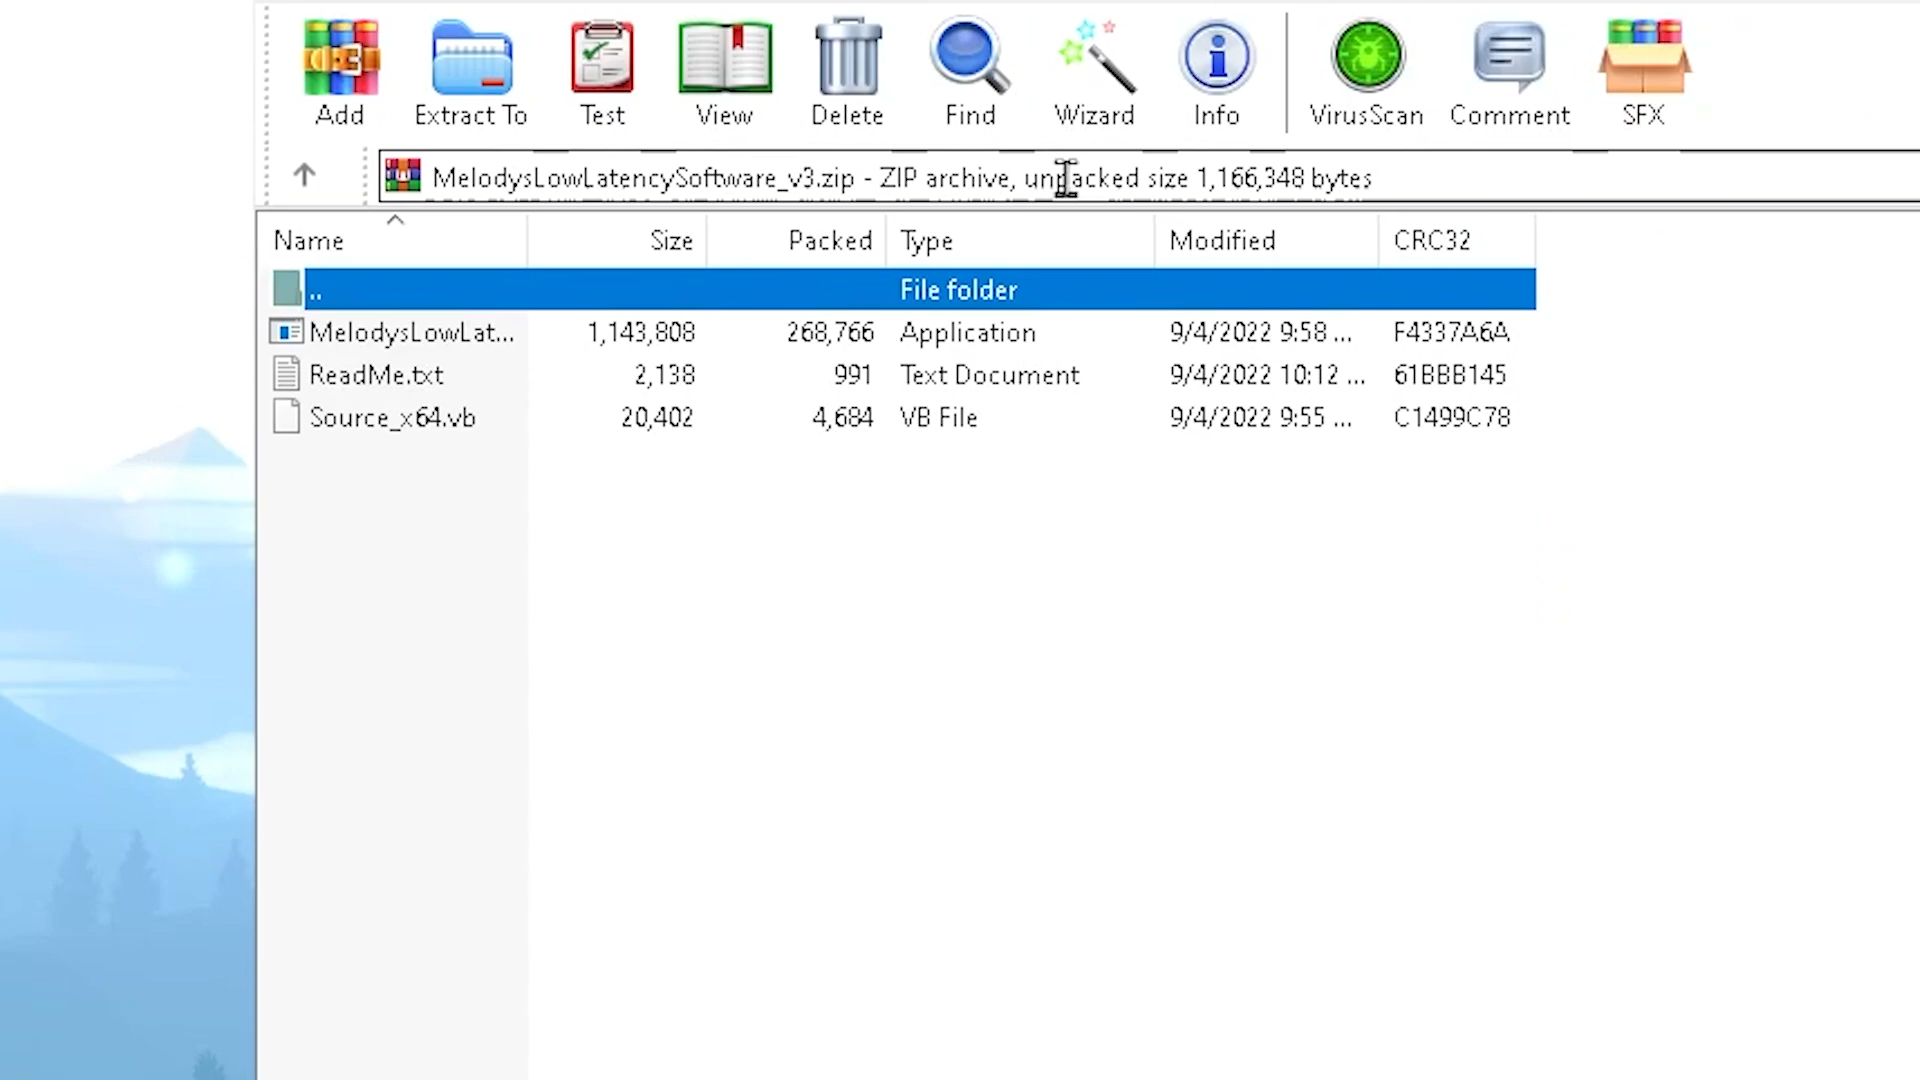 Add Extract To Test View Delete Find Wizard Info VirusScan Comment SFX
MelodysLowLatencySoftware_v3.zip - ZIP archive, unpacked size 1,166,348 bytes
Name Size Packed Type Modified CRC32
.. File folder
MelodysLowLat... 1,143,808 268,766 Application 9/4/2022 9:58 ... F4337A6A
ReadMe.txt 2,138 991 Text Document 9/4/2022 10:12 ... 61BBB145
Source_x64.vb 20,402 4,684 VB File 9/4/2022 9:55 ... C1499C78